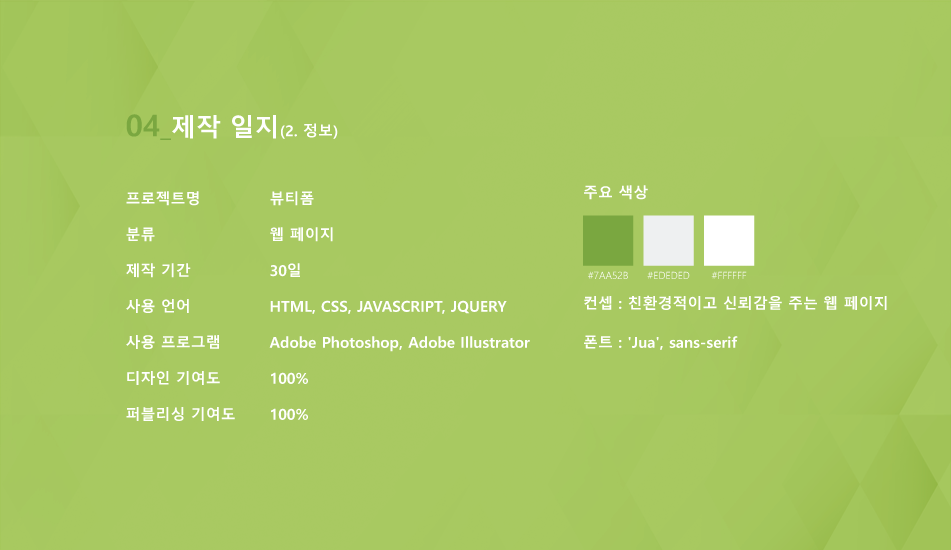 04_제작 일지(2. 정보)
프로젝트명 뷰티폼
분류 웹 페이지
제작 기간 30일
사용 언어 HTML, CSS, JAVASCRIPT, JQUERY
사용 프로그램 Adobe Photoshop, Adobe Illustrator
디자인 기여도 100%
퍼블리싱 기여도 100%
주요 색상
#7AA52B #EDEDED #FFFFFF
컨셉 : 친환경적이고 신뢰감을 주는 웹 페이지
폰트 : 'Jua', sans-serif